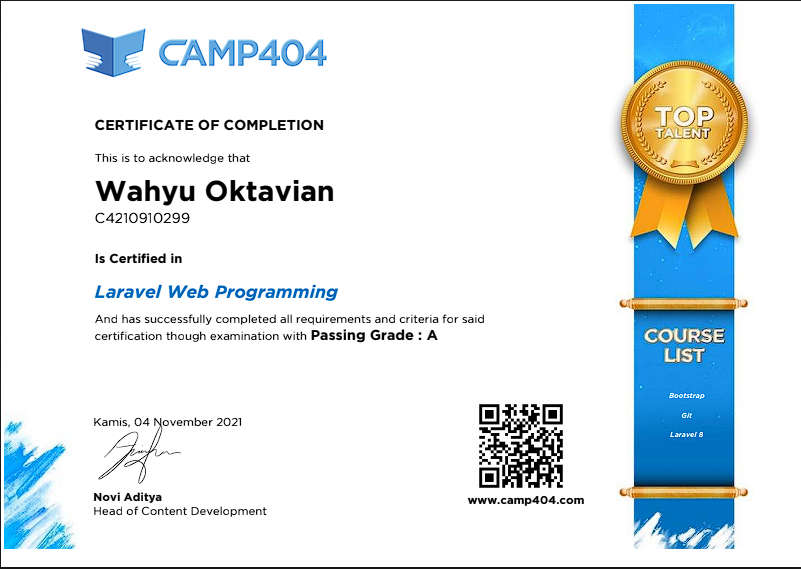 CAMP404
CERTIFICATE OF COMPLETION
This is to acknowledge that
Wahyu Oktavian
C4210910299
Is Certified in
Laravel Web Programming
And has successfully completed all requirements and criteria for said
certification though examination with Passing Grade : A
Kamis, 04 November 2021
Novi Aditya
Head of Content Development
www.camp404.com
TOP
TALENT
COURSE
LIST
Bootstrap
Git
Laravel 8